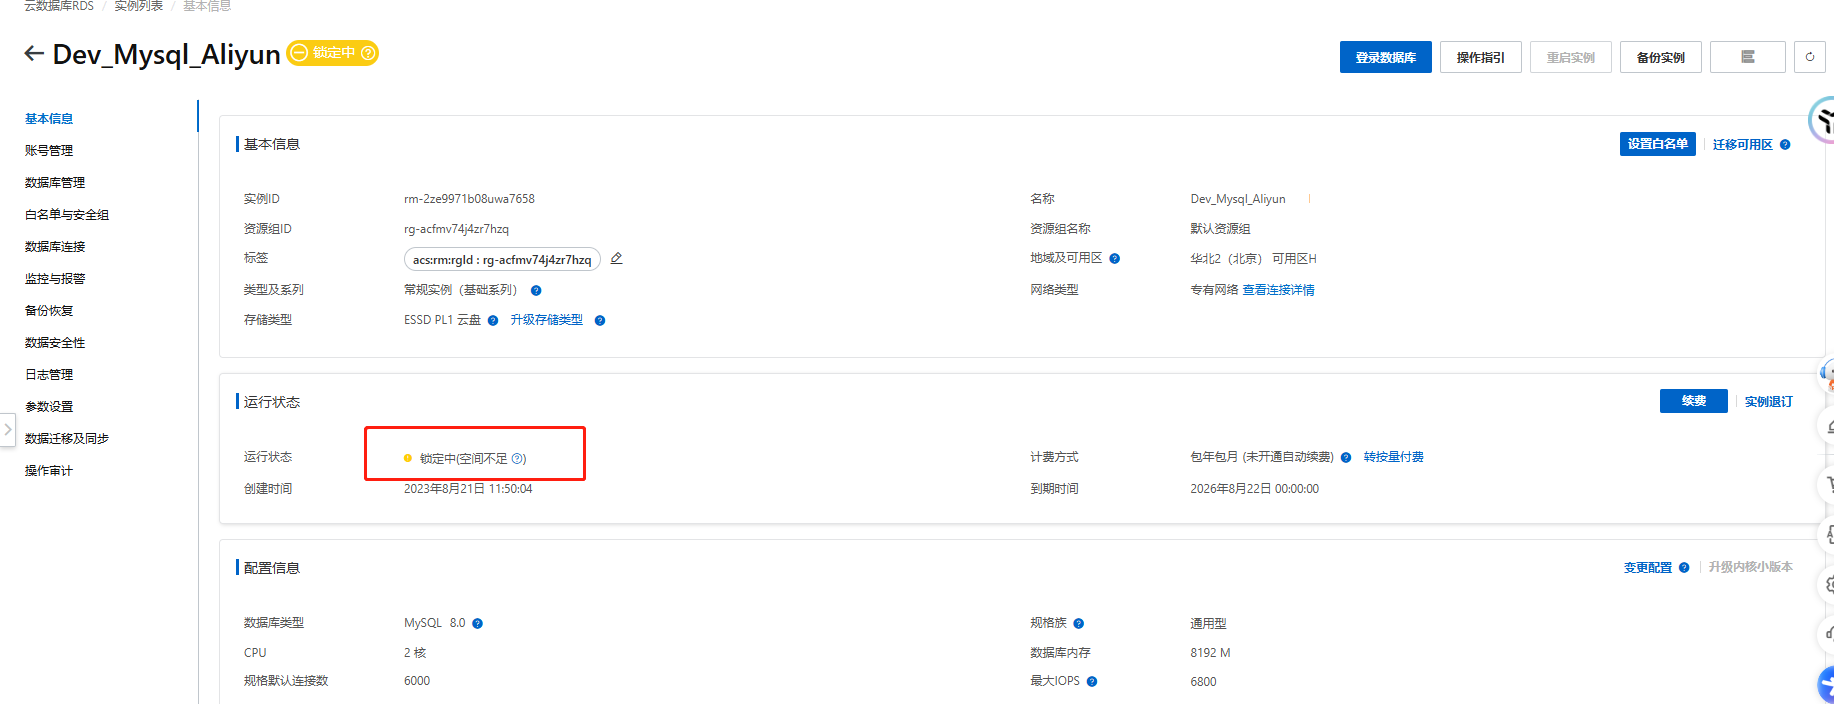 云数据库RDS / 实例列表 / 基本信息
Dev_Mysql_Aliyun 锁定中
登录数据库 操作指引 重启实例 备份实例
基本信息
账号管理
数据库管理
白名单与安全组
数据库连接
监控与报警
备份恢复
数据安全性
日志管理
参数设置
数据迁移及同步
操作审计
基本信息 设置白名单 迁移可用区
实例ID rm-2ze9971b08uwa7658 名称 Dev_Mysql_Aliyun
资源组ID rg-acfmv74j4zr7hzq 资源组名称 默认资源组
标签 acs:rm:rgId : rg-acfmv74j4zr7hzq 地域及可用区 华北2（北京） 可用区H
类型及系列 常规实例（基础系列） 网络类型 专有网络 查看连接详情
存储类型 ESSD PL1 云盘 升级存储类型
运行状态 续费 实例退订
运行状态 锁定中(空间不足) 计费方式 包年包月 (未开通自动续费) 转按量付费
创建时间 2023年8月21日 11:50:04 到期时间 2026年8月22日 00:00:00
配置信息 变更配置 升级内核小版本
数据库类型 MySQL 8.0 规格族 通用型
CPU 2 核 数据库内存 8192 M
规格默认连接数 6000 最大IOPS 6800